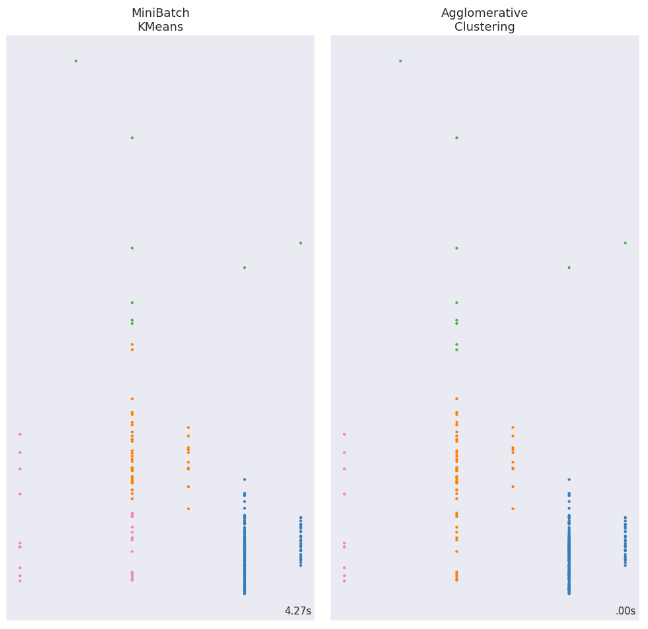 MiniBatch
KMeans
Agglomerative
Clustering
4.27s
.00s